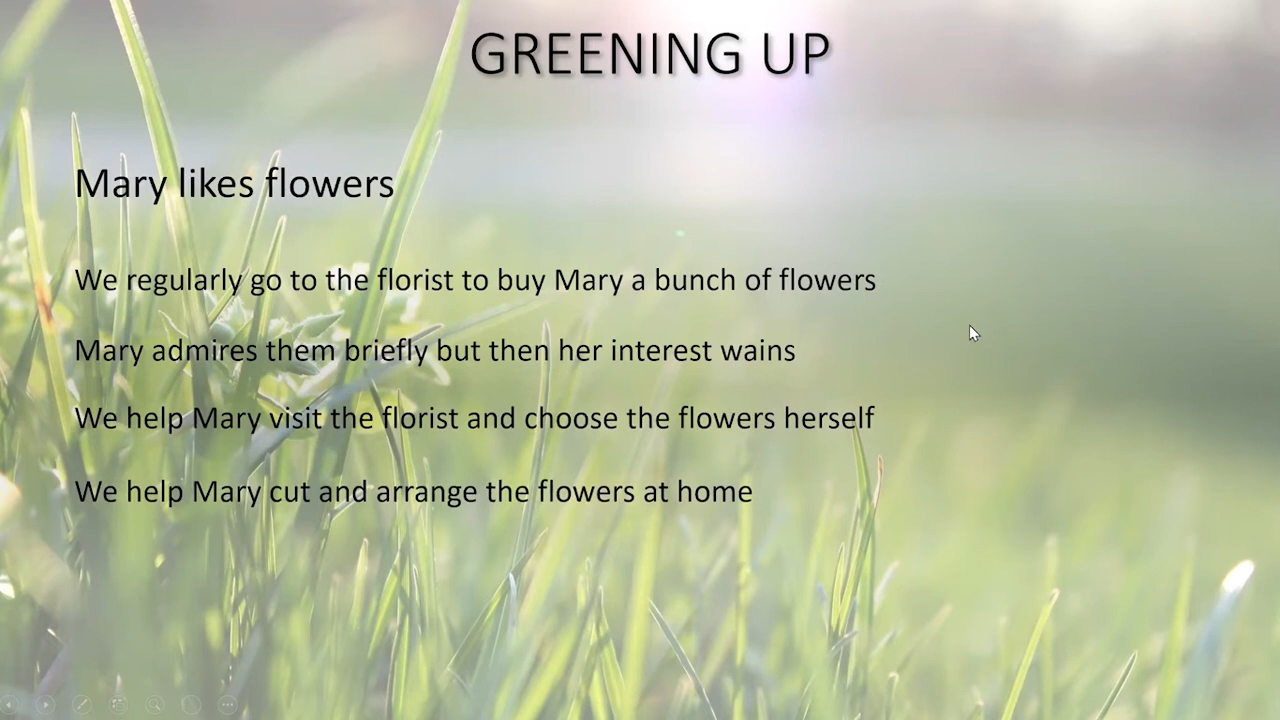 GREENING UP
Mary likes flowers
We regularly go to the florist to buy Mary a bunch of flowers
Mary admires them briefly but then her interest wains
We help Mary visit the florist and choose the flowers herself
We help Mary cut and arrange the flowers at home